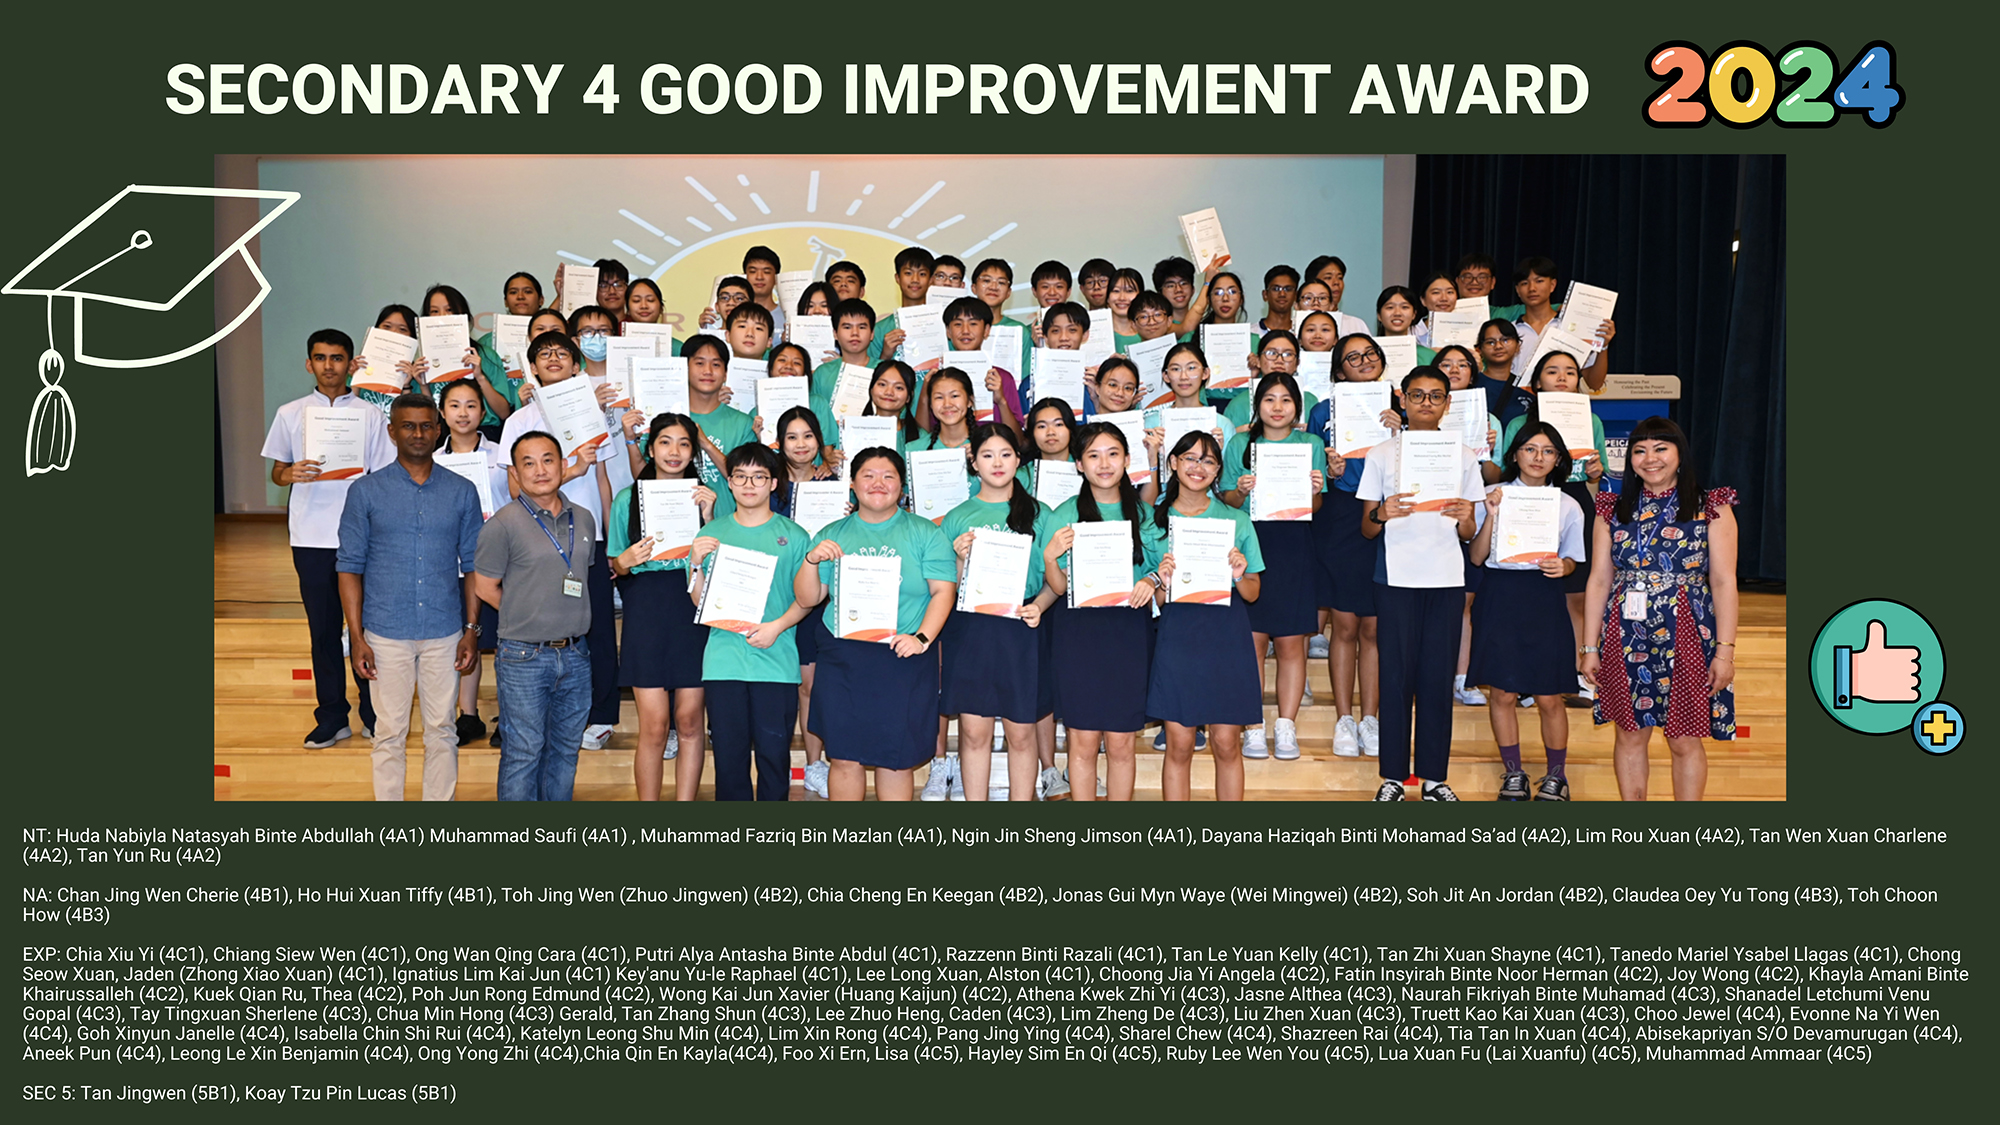 SECONDARY 4 GOOD IMPROVEMENT AWARD 2024
Honouring the Past
Celebrating the Present
Envisioning the Future
Good Improvement Award
NT: Huda Nabiyla Natasyah Binte Abdullah (4A1) Muhammad Saufi (4A1) , Muhammad Fazriq Bin Mazlan (4A1), Ngin Jin Sheng Jimson (4A1), Dayana Haziqah Binti Mohamad Sa’ad (4A2), Lim Rou Xuan (4A2), Tan Wen Xuan Charlene
(4A2), Tan Yun Ru (4A2)
NA: Chan Jing Wen Cherie (4B1), Ho Hui Xuan Tiffy (4B1), Toh Jing Wen (Zhuo Jingwen) (4B2), Chia Cheng En Keegan (4B2), Jonas Gui Myn Waye (Wei Mingwei) (4B2), Soh Jit An Jordan (4B2), Claudea Oey Yu Tong (4B3), Toh Choon
How (4B3)
EXP: Chia Xiu Yi (4C1), Chiang Siew Wen (4C1), Ong Wan Qing Cara (4C1), Putri Alya Antasha Binte Abdul (4C1), Razzenn Binti Razali (4C1), Tan Le Yuan Kelly (4C1), Tan Zhi Xuan Shayne (4C1), Tanedo Mariel Ysabel Llagas (4C1), Chong
Seow Xuan, Jaden (Zhong Xiao Xuan) (4C1), Ignatius Lim Kai Jun (4C1) Key'anu Yu-le Raphael (4C1), Lee Long Xuan, Alston (4C1), Choong Jia Yi Angela (4C2), Fatin Insyirah Binte Noor Herman (4C2), Joy Wong (4C2), Khayla Amani Binte
Khairussalleh (4C2), Kuek Qian Ru, Thea (4C2), Poh Jun Rong Edmund (4C2), Wong Kai Jun Xavier (Huang Kaijun) (4C2), Athena Kwek Zhi Yi (4C3), Jasne Althea (4C3), Naurah Fikriyah Binte Muhamad (4C3), Shanadel Letchumi Venu
Gopal (4C3), Tay Tingxuan Sherlene (4C3), Chua Min Hong (4C3) Gerald, Tan Zhang Shun (4C3), Lee Zhuo Heng, Caden (4C3), Lim Zheng De (4C3), Liu Zhen Xuan (4C3), Truett Kao Kai Xuan (4C3), Choo Jewel (4C4), Evonne Na Yi Wen
(4C4), Goh Xinyun Janelle (4C4), Isabella Chin Shi Rui (4C4), Katelyn Leong Shu Min (4C4), Lim Xin Rong (4C4), Pang Jing Ying (4C4), Sharel Chew (4C4), Shazreen Rai (4C4), Tia Tan In Xuan (4C4), Abisekapriyan S/O Devamurugan (4C4),
Aneek Pun (4C4), Leong Le Xin Benjamin (4C4), Ong Yong Zhi (4C4),Chia Qin En Kayla(4C4), Foo Xi Ern, Lisa (4C5), Hayley Sim En Qi (4C5), Ruby Lee Wen You (4C5), Lua Xuan Fu (Lai Xuanfu) (4C5), Muhammad Ammaar (4C5)
SEC 5: Tan Jingwen (5B1), Koay Tzu Pin Lucas (5B1)